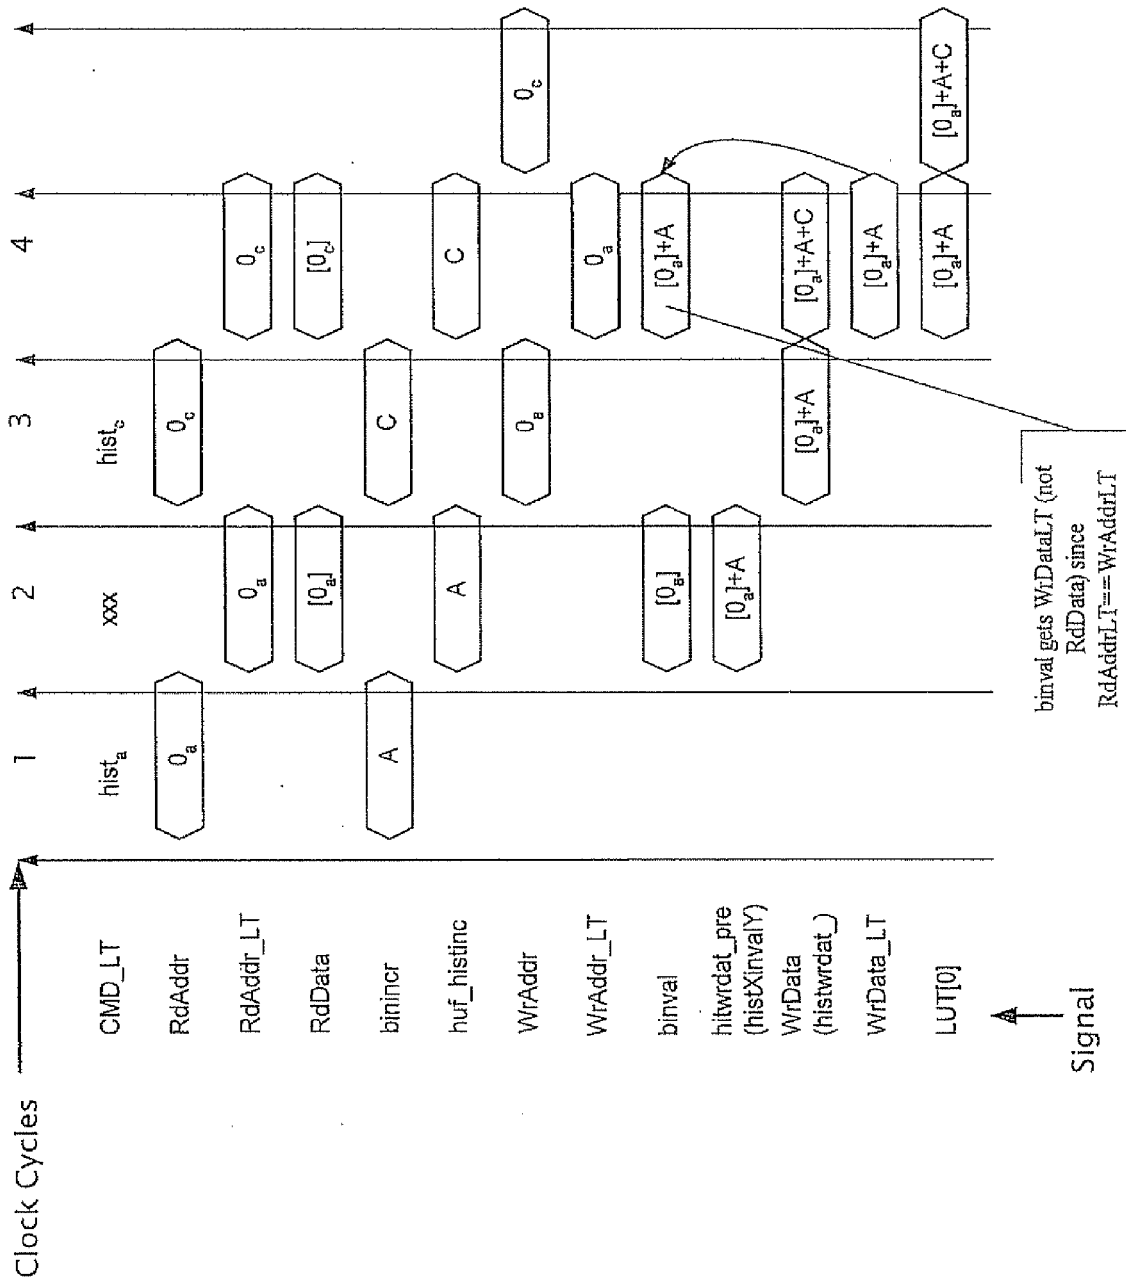 Clock Cycles
1 2 3 4
CMD_LT hist_a xxx hist_c
RdAddr 0_a 0_c
RdAddr_LT 0_a 0_c
RdData [0_a] [0_c]
binincr A C
huf_histinc A C
WrAddr 0_a 0_c
WrAddr_LT 0_a
binval [0_a] [0_a]+A
hitwrdat_pre [0_a]+A
(histXinvalY)
WrData [0_a]+A [0_a]+A+C
(histwrdat_)
WrData_LT [0_a]+A
LUT[0] [0_a]+A [0_a]+A+C
Signal
binval gets WrDataLT (not
RdData) since
RdAddrLT==WrAddrLT